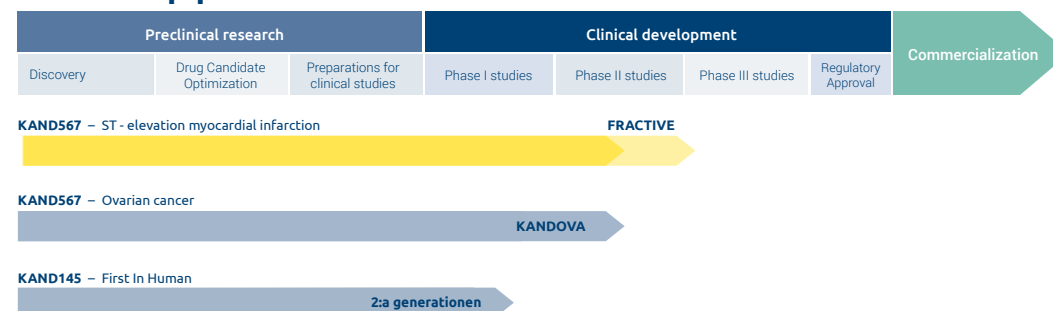 Preclinical research
Clinical development
Commercialization
Discovery
Drug Candidate
Optimization
Preparations for
clinical studies
Phase I studies
Phase II studies
Phase III studies
Regulatory
Approval
KAND567 – ST - elevation myocardial infarction
FRACTIVE
KAND567 – Ovarian cancer
KANDOVA
KAND145 – First In Human
2:a generationen